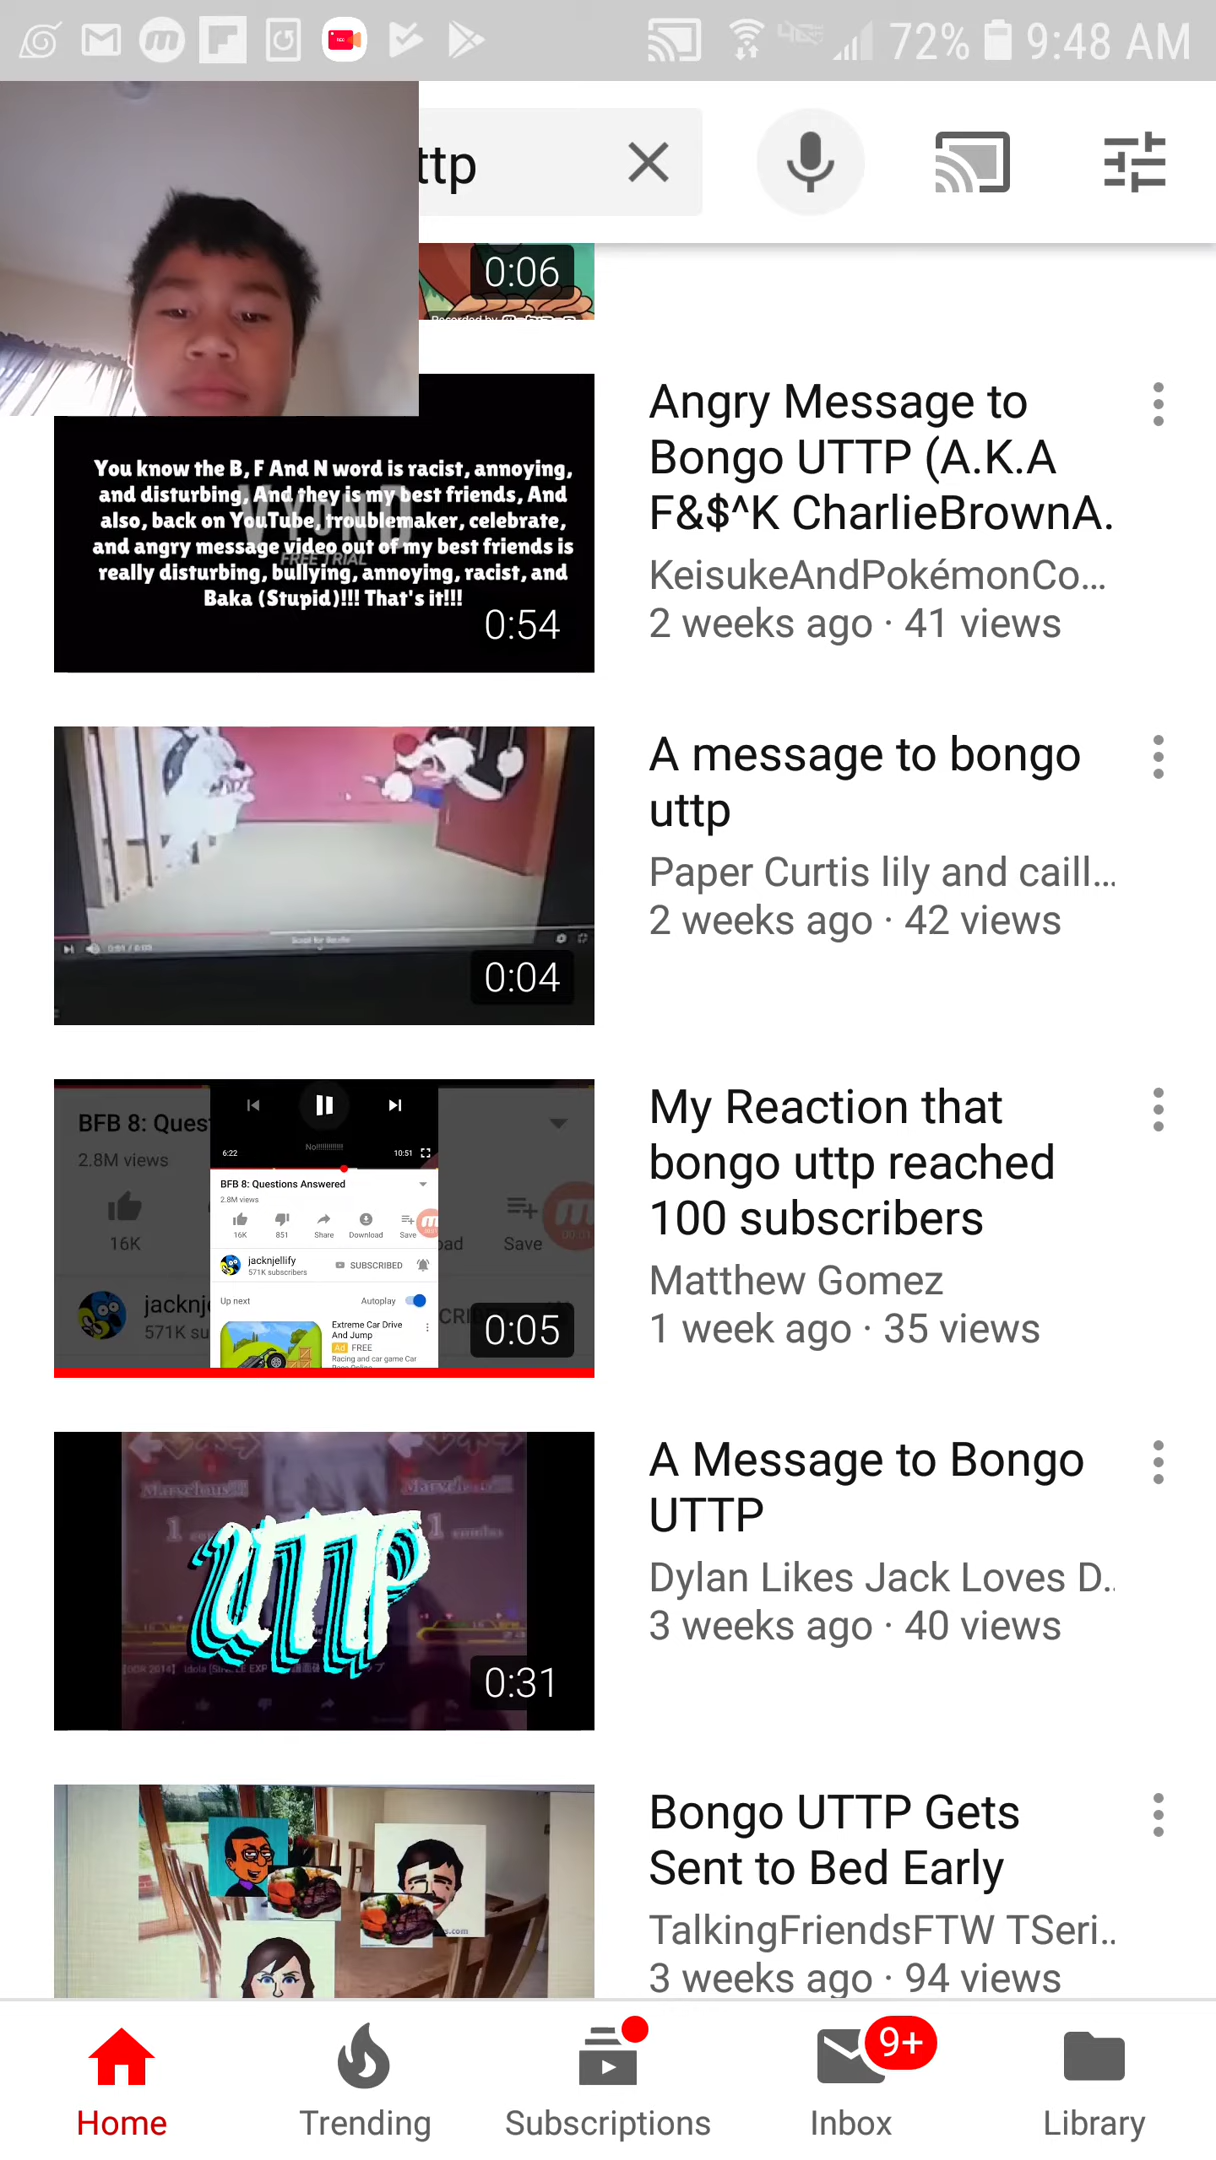 72% 9:48 AM
ttp
0:06
Recorded by
You know the B, F And N word is racist, annoying,
and disturbing, And they is my best friends, And
also, back on YouTube, troublemaker, celebrate,
and angry message video out of my best friends is
really disturbing, bullying, annoying, racist, and
Baka (Stupid)!!! That's it!!!
VYOND
FREE TRIAL
0:54
Angry Message to
Bongo UTTP (A.K.A
F&$^K CharlieBrownA.
KeisukeAndPokémonCo...
2 weeks ago · 41 views
0:04
A message to bongo
uttp
Paper Curtis lily and caill...
2 weeks ago · 42 views
BFB 8: Ques
2.8M views
16K
jacknje
571K su
Save
6:22
10:51
BFB 8: Questions Answered
2.8M views
16K 851 Share Download Save
jacknjellify
571K subscribers
SUBSCRIBED
Up next Autoplay
Extreme Car Drive
And Jump
Ad FREE
Racing and car game Car
0:05
My Reaction that
bongo uttp reached
100 subscribers
Matthew Gomez
1 week ago · 35 views
Marvelous!!!
1
UTTP
0:31
A Message to Bongo
UTTP
Dylan Likes Jack Loves D..
3 weeks ago · 40 views
Bongo UTTP Gets
Sent to Bed Early
TalkingFriendsFTW TSeri..
3 weeks ago · 94 views
9+
Home Trending Subscriptions Inbox Library